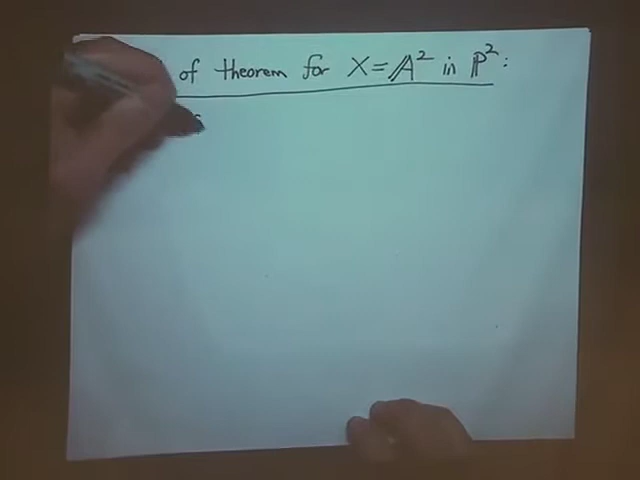 of theorem for X = 𝔸² in ℙ²: